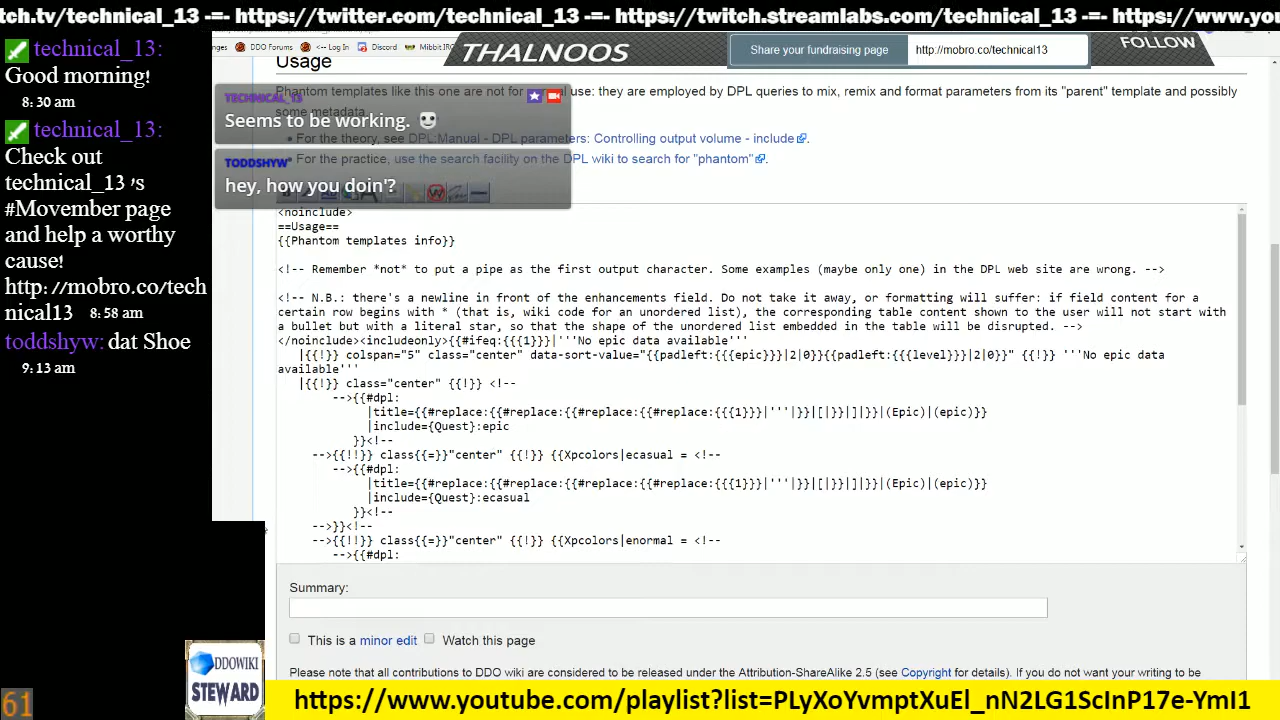 tch.tv/technical_13 -=- https://twitter.com/technical_13 -=- https://twitch.streamlabs.com/technical_13 -=- https://www.yo
technical_13:
Good morning!
8:30 am
technical_13:
Check out
technical_13 's
#Movember page
and help a worthy
cause!
http://mobro.co/tech
nical13 8:58 am
toddshyw: dat Shoe
9:13 am
nges DDO Forums <-- Log In Discord Mibbit IR
THALNOOS
Share your fundraising page http://mobro.co/technical13
FOLLOW
Usage
Phantom templates like this one are not for use: they are employed by DPL queries to mix, remix and format parameters from its "parent" template and possibly
some metadata.
TECHNICAL_13
Seems to be working.
For the theory, see DPL:Manual - DPL parameters: Controlling output volume - include.
For the practice, use the search facility on the DPL wiki to search for "phantom".
TODDSHYW
hey, how you doin'?
<noinclude>
==Usage==
{{Phantom templates info}}
<!-- Remember *not* to put a pipe as the first output character. Some examples (maybe only one) in the DPL web site are wrong. -->
<!-- N.B.: there's a newline in front of the enhancements field. Do not take it away, or formatting will suffer: if field content for a
certain row begins with * (that is, wiki code for an unordered list), the corresponding table content shown to the user will not start with
a bullet but with a literal star, so that the shape of the unordered list embedded in the table will be disrupted. -->
</noinclude><includeonly>{{#ifeq:{{{1}}}|'''No epic data available'''
|{{!}} colspan="5" class="center" data-sort-value="{{padleft:{{{epic}}}|2|0}}{{padleft:{{{level}}}|2|0}}" {{!}} '''No epic data
available'''
|{{!}} class="center" {{!}} <!--
-->{{#dpl:
|title={{#replace:{{#replace:{{#replace:{{#replace:{{{1}}}|'''|}}|[|}}|]|}}|(Epic)|(epic)}}
|include={Quest}:epic
}}<!--
-->{{!!}} class{{=}}"center" {{!}} {{Xpcolors|ecasual = <!--
-->{{#dpl:
|title={{#replace:{{#replace:{{#replace:{{#replace:{{{1}}}|'''|}}|[|}}|]|}}|(Epic)|(epic)}}
|include={Quest}:ecasual
}}<!--
-->}}<!--
-->{{!!}} class{{=}}"center" {{!}} {{Xpcolors|enormal = <!--
-->{{#dpl:
Summary:
This is a minor edit Watch this page
Please note that all contributions to DDO wiki are considered to be released under the Attribution-ShareAlike 2.5 (see Copyright for details). If you do not want your writing to be
DDOWIKI
STEWARD
61
https://www.youtube.com/playlist?list=PLyXoYvmptXuEl_nN2LG1ScInP17e-YmI1